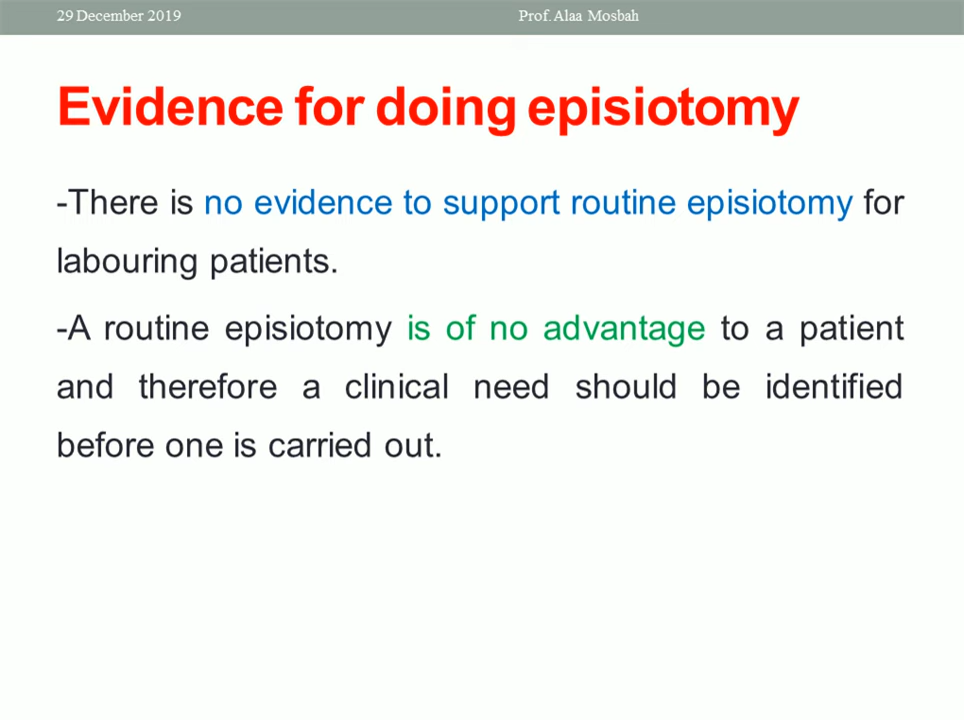 29 December 2019 Prof. Alaa Mosbah
Evidence for doing episiotomy
-There is no evidence to support routine episiotomy for
labouring patients.
-A routine episiotomy is of no advantage to a patient
and therefore a clinical need should be identified
before one is carried out.